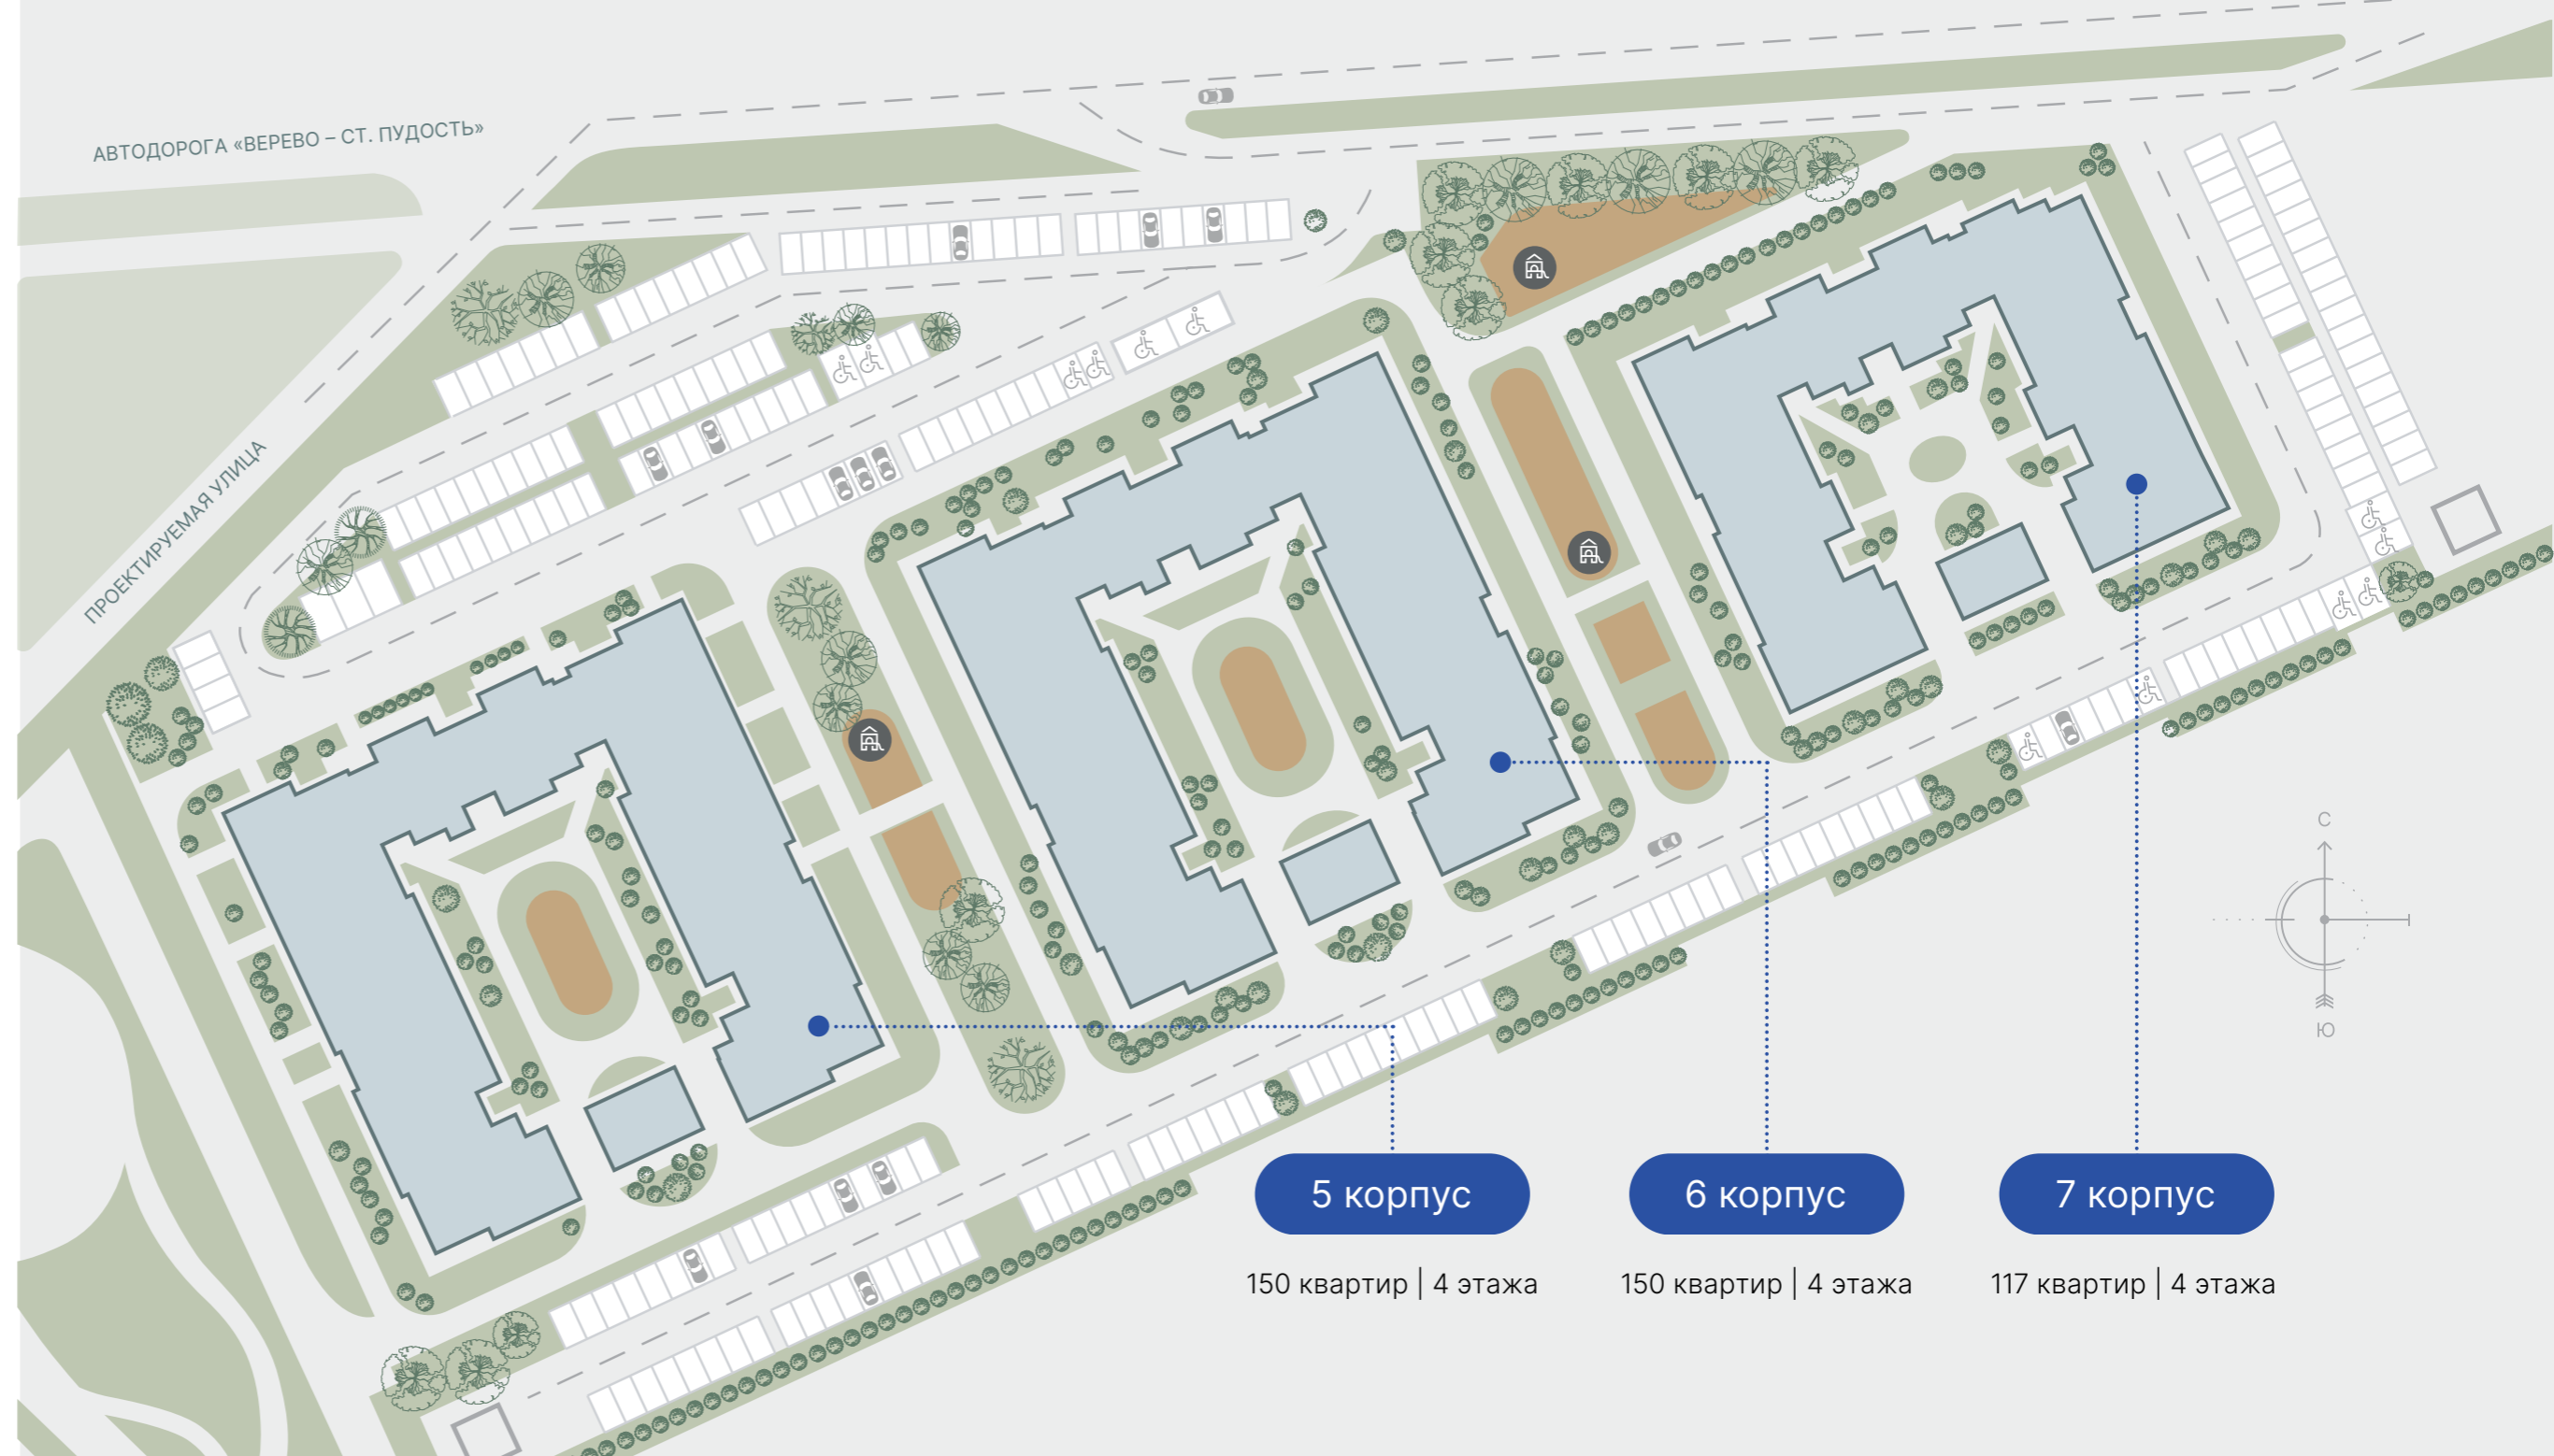 АВТОДОРОГА «ВЕРЕВО – СТ. ПУДОСТЬ»
ПРОЕКТИРУЕМАЯ УЛИЦА
С
Ю
5 корпус
150 квартир | 4 этажа
6 корпус
150 квартир | 4 этажа
7 корпус
117 квартир | 4 этажа